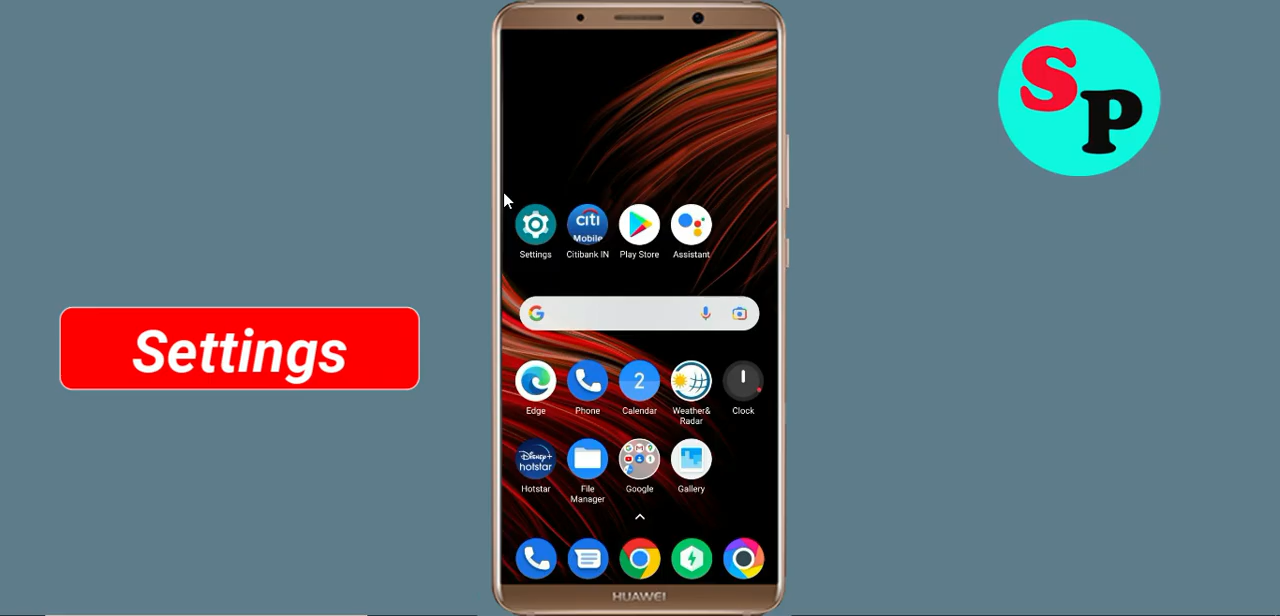 SP
Settings
citi
Mobile
Settings
Citibank IN
Play Store
Assistant
G
2
Edge
Phone
Calendar
Weather&
Radar
Clock
Disney+
hotstar
Hotstar
File
Manager
Google
Gallery
HUAWEI